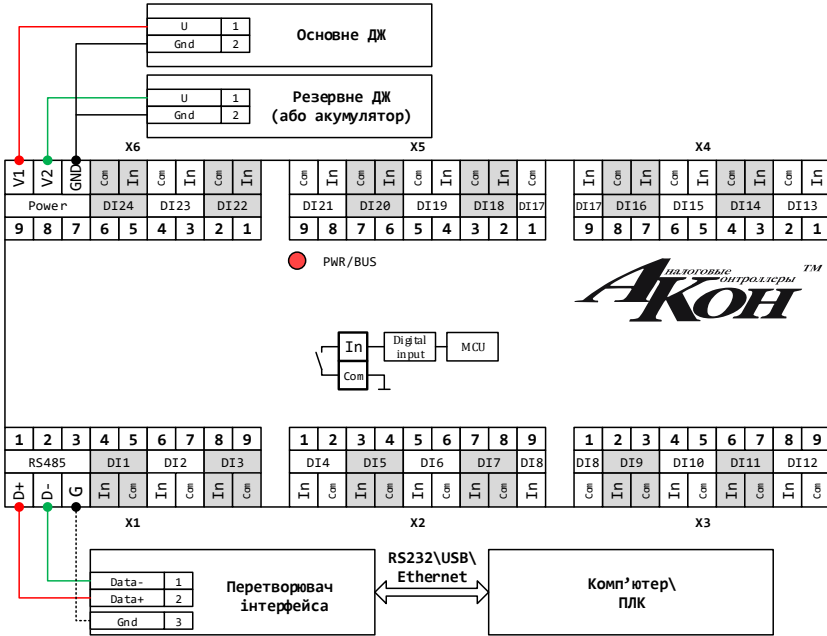 U 1
Gnd 2
Основне ДЖ
U 1
Gnd 2
Резервне ДЖ
(або акумулятор)
X6 X5 X4
V1 V2 GND Com In Com In Com In
Com In Com In Com In Com In Com
In Com In Com In Com In Com In
Power DI24 DI23 DI22
DI21 DI20 DI19 DI18 DI17
DI17 DI16 DI15 DI14 DI13
9 8 7 6 5 4 3 2 1
9 8 7 6 5 4 3 2 1
9 8 7 6 5 4 3 2 1
PWR/BUS
АКОН
налоговые
онтроллеры
TM
In
Com
Digital
input
MCU
1 2 3 4 5 6 7 8 9
1 2 3 4 5 6 7 8 9
1 2 3 4 5 6 7 8 9
RS485 DI1 DI2 DI3
DI4 DI5 DI6 DI7 DI8
DI8 DI9 DI10 DI11 DI12
D+ D- G In Com In Com In Com
In Com In Com In Com In Com In
Com In Com In Com In Com In Com
X1 X2 X3
Data- 1
Data+ 2
Gnd 3
Перетворювач
інтерфейса
RS232\USB\
Ethernet
Комп’ютер\
ПЛК